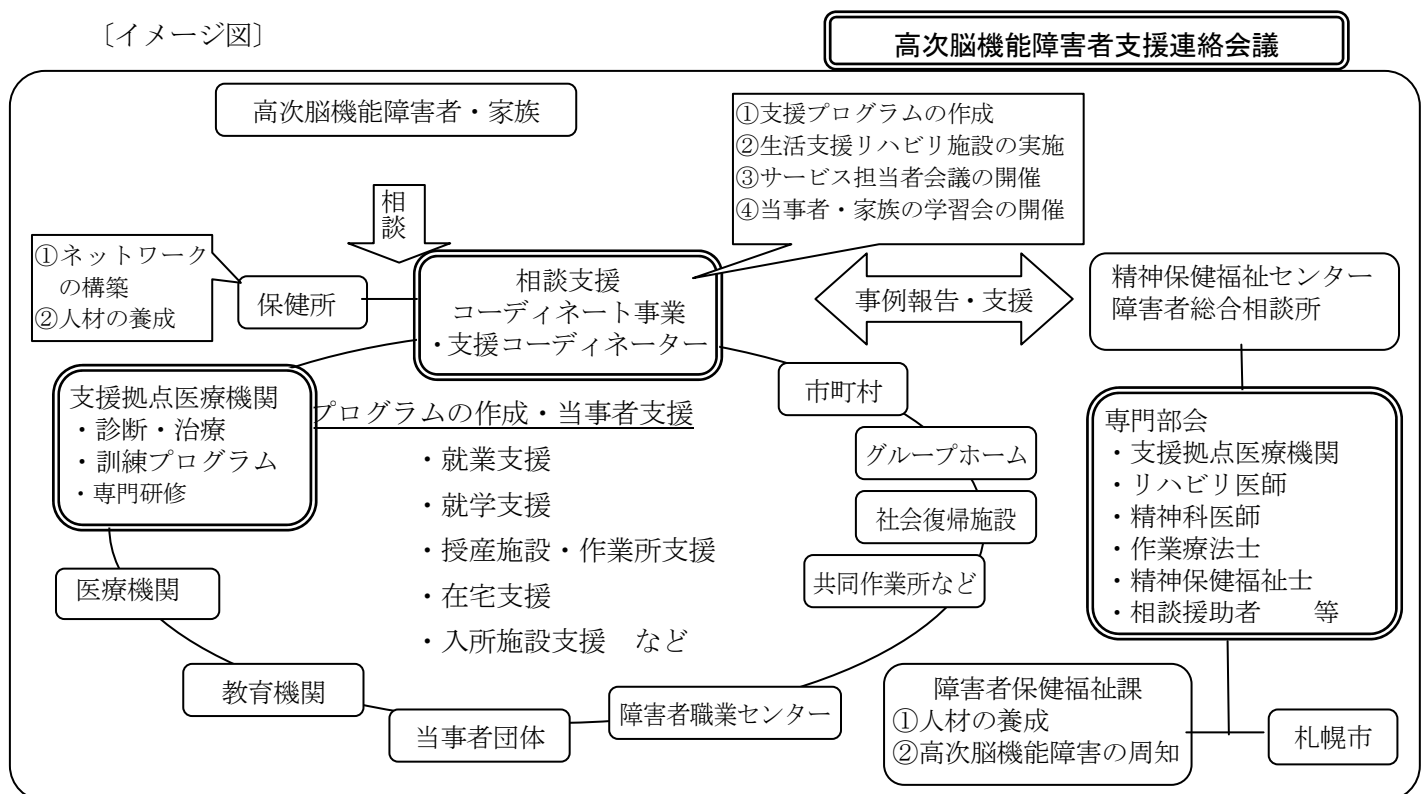 〔イメージ図〕
高次脳機能障害者支援連絡会議
高次脳機能障害者・家族
①支援プログラムの作成
②生活支援リハビリ施設の実施
③サービス担当者会議の開催
④当事者・家族の学習会の開催
相談
①ネットワーク
の構築
②人材の養成
保健所
相談支援
コーディネート事業
・支援コーディネーター
事例報告・支援
精神保健福祉センター
障害者総合相談所
支援拠点医療機関
・診断・治療
・訓練プログラム
・専門研修
プログラムの作成・当事者支援
・就業支援
・就学支援
・授産施設・作業所支援
・在宅支援
・入所施設支援　など
市町村
グループホーム
社会復帰施設
共同作業所など
専門部会
・支援拠点医療機関
・リハビリ医師
・精神科医師
・作業療法士
・精神保健福祉士
・相談援助者　　等
医療機関
教育機関
当事者団体
障害者職業センター
障害者保健福祉課
①人材の養成
②高次脳機能障害の周知
札幌市